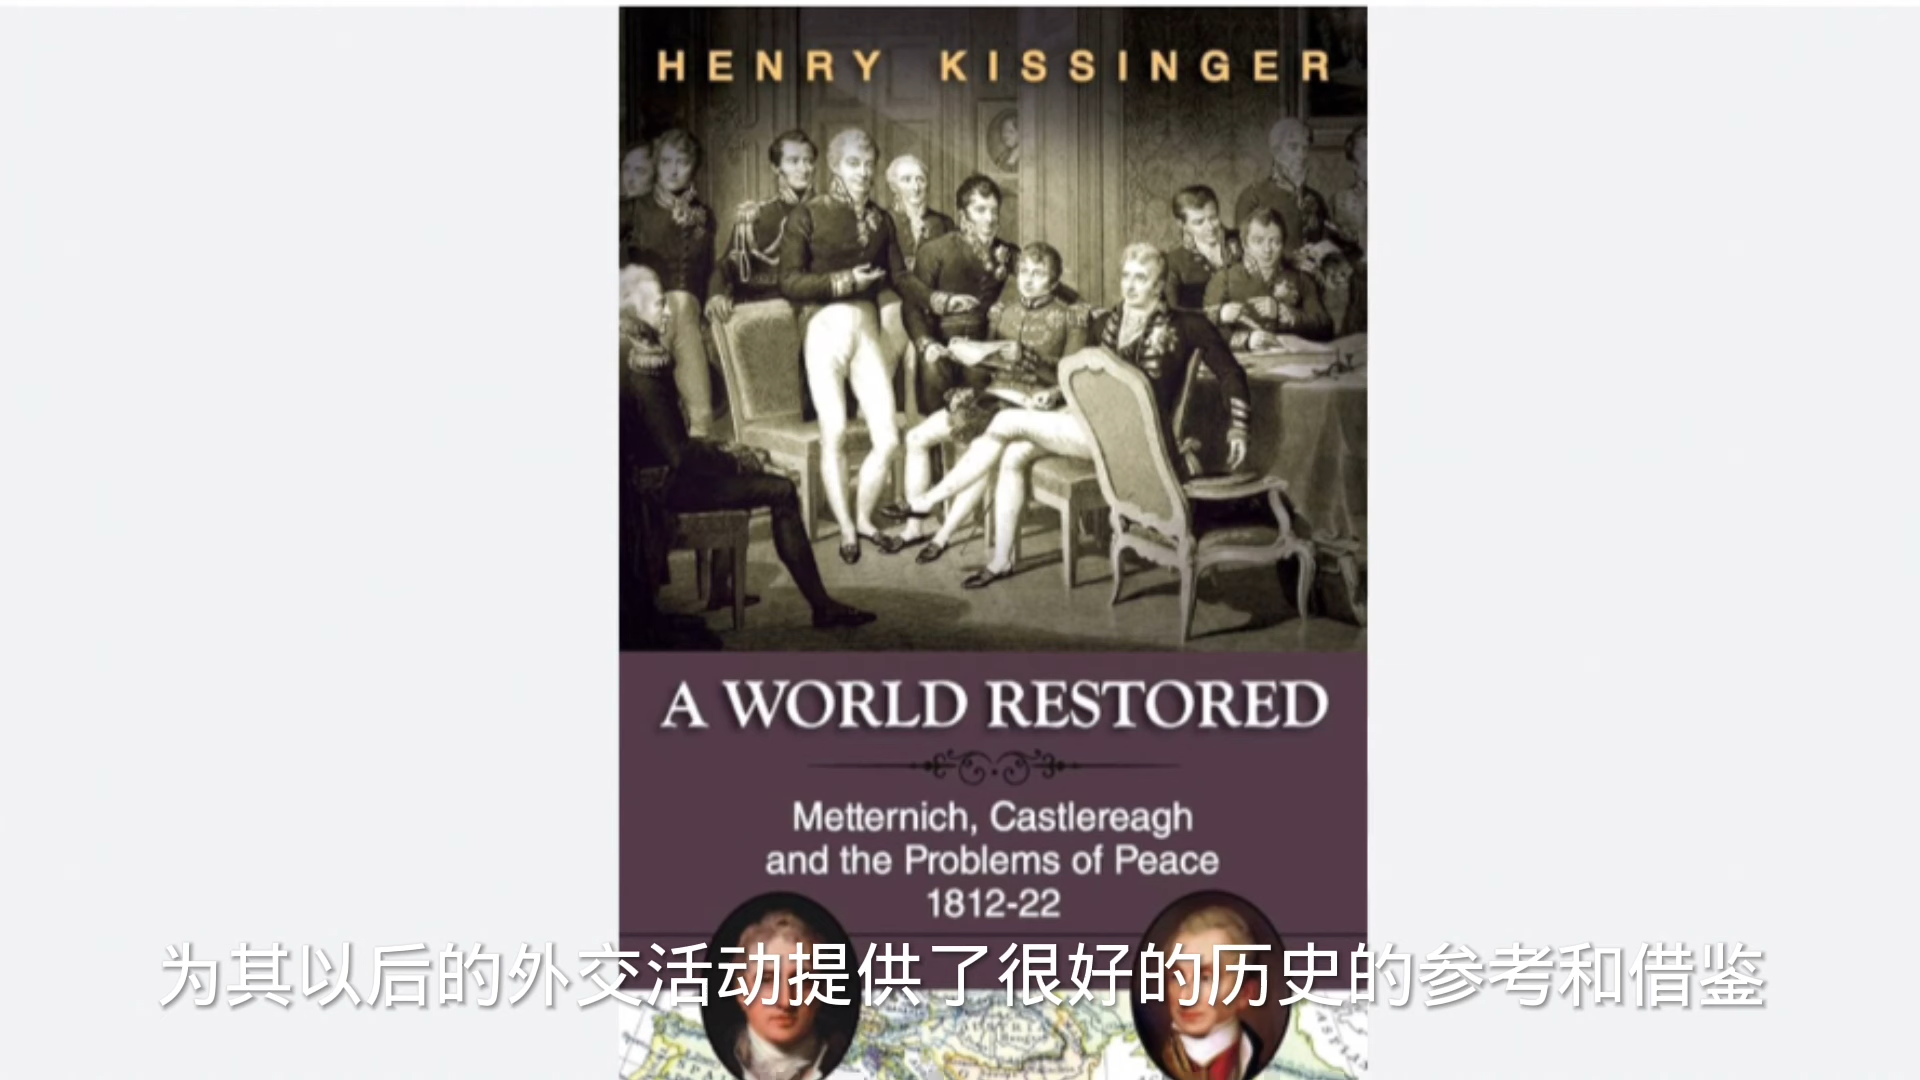 HENRY KISSINGER
A WORLD RESTORED
Metternich, Castlereagh
and the Problems of Peace
1812-22
为其以后的外交活动提供了很好的历史的参考和借鉴